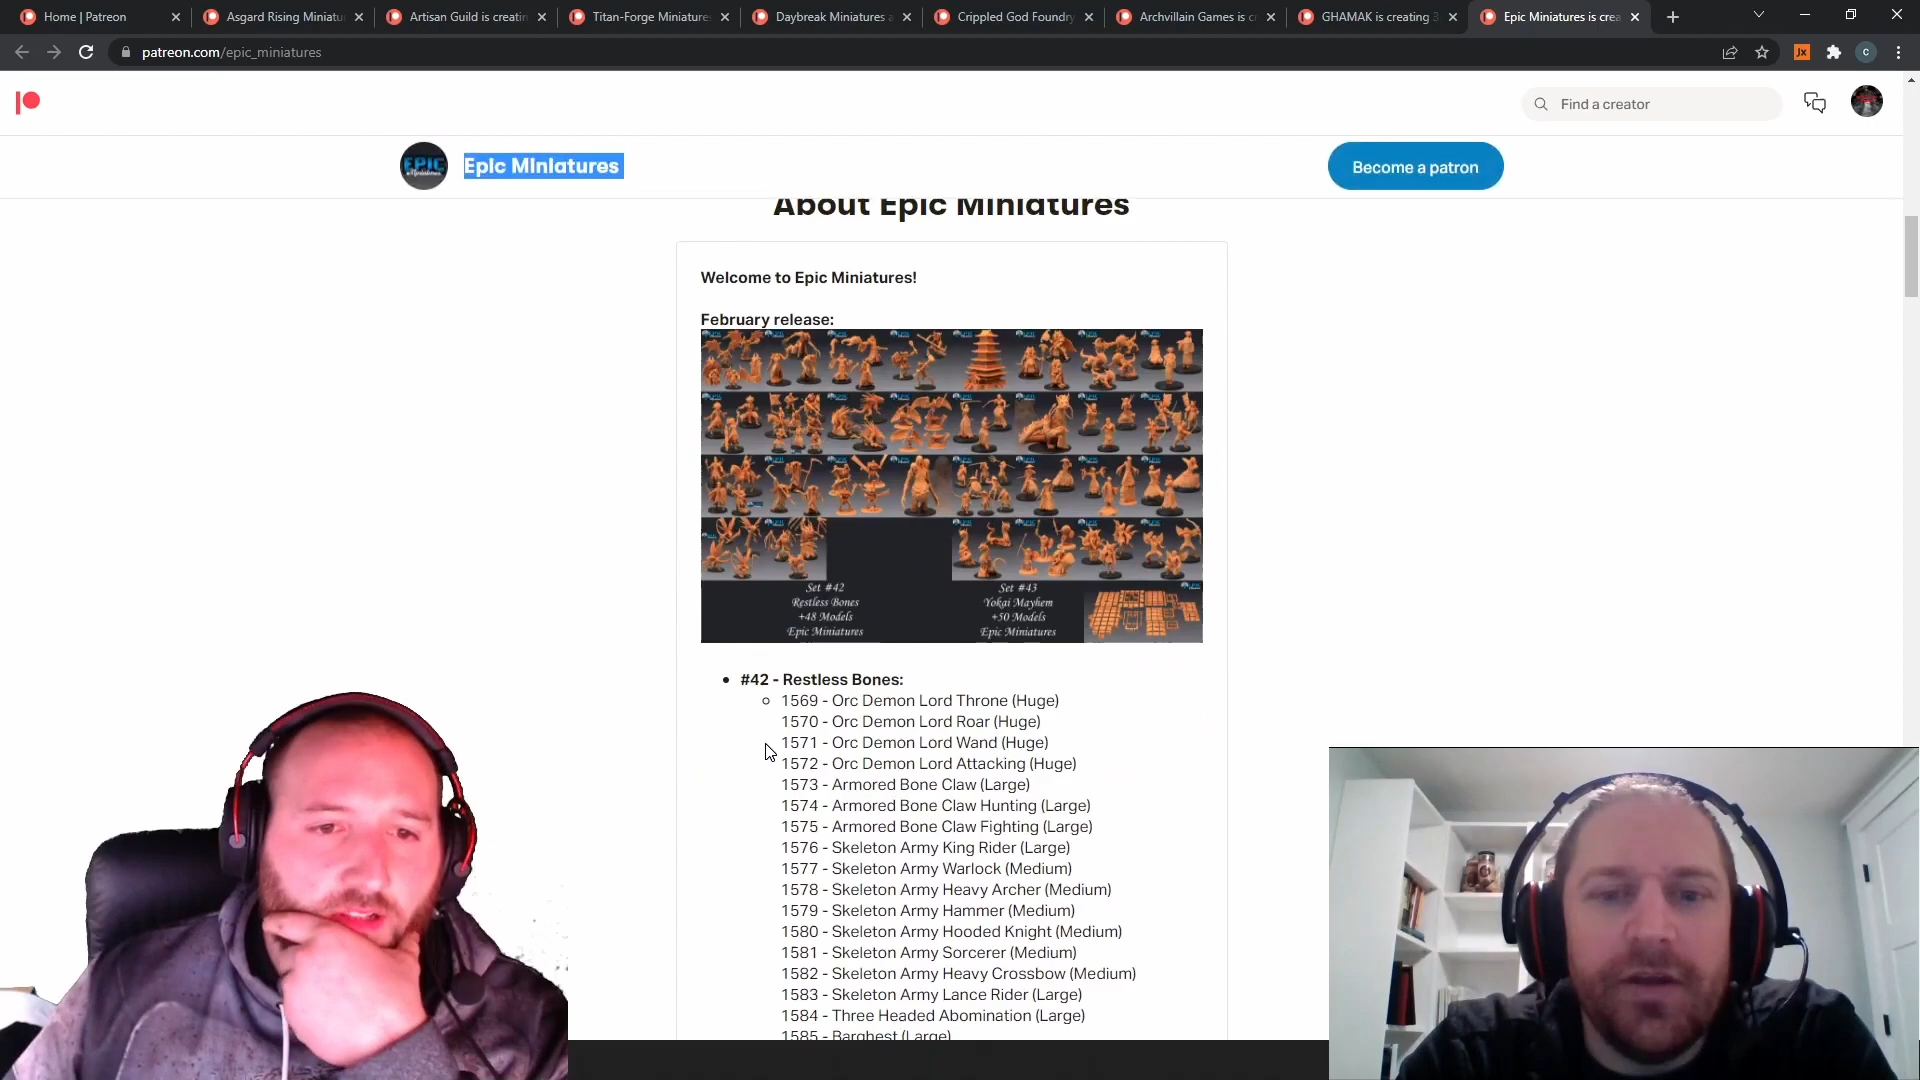 Home | Patreon
Asgard Rising Miniatu
Artisan Guild is creatin
Titan-Forge Miniature
Daybreak Miniatures a
Crippled God Foundry
Archvillain Games is c
GHAMAK is creating 3
Epic Miniatures is crea
patreon.com/epic_miniatures
Jx
C
Find a creator
EPIC
Miniatures
Epic Miniatures
Become a patron
About Epic Miniatures
Welcome to Epic Miniatures!
February release:
Set #42
Restless Bones
+48 Models
Epic Miniatures
Set #43
Yokai Mayhem
+50 Models
Epic Miniatures
#42 - Restless Bones:
1569 - Orc Demon Lord Throne (Huge)
1570 - Orc Demon Lord Roar (Huge)
1571 - Orc Demon Lord Wand (Huge)
1572 - Orc Demon Lord Attacking (Huge)
1573 - Armored Bone Claw (Large)
1574 - Armored Bone Claw Hunting (Large)
1575 - Armored Bone Claw Fighting (Large)
1576 - Skeleton Army King Rider (Large)
1577 - Skeleton Army Warlock (Medium)
1578 - Skeleton Army Heavy Archer (Medium)
1579 - Skeleton Army Hammer (Medium)
1580 - Skeleton Army Hooded Knight (Medium)
1581 - Skeleton Army Sorcerer (Medium)
1582 - Skeleton Army Heavy Crossbow (Medium)
1583 - Skeleton Army Lance Rider (Large)
1584 - Three Headed Abomination (Large)
1585 - Barghest (Large)